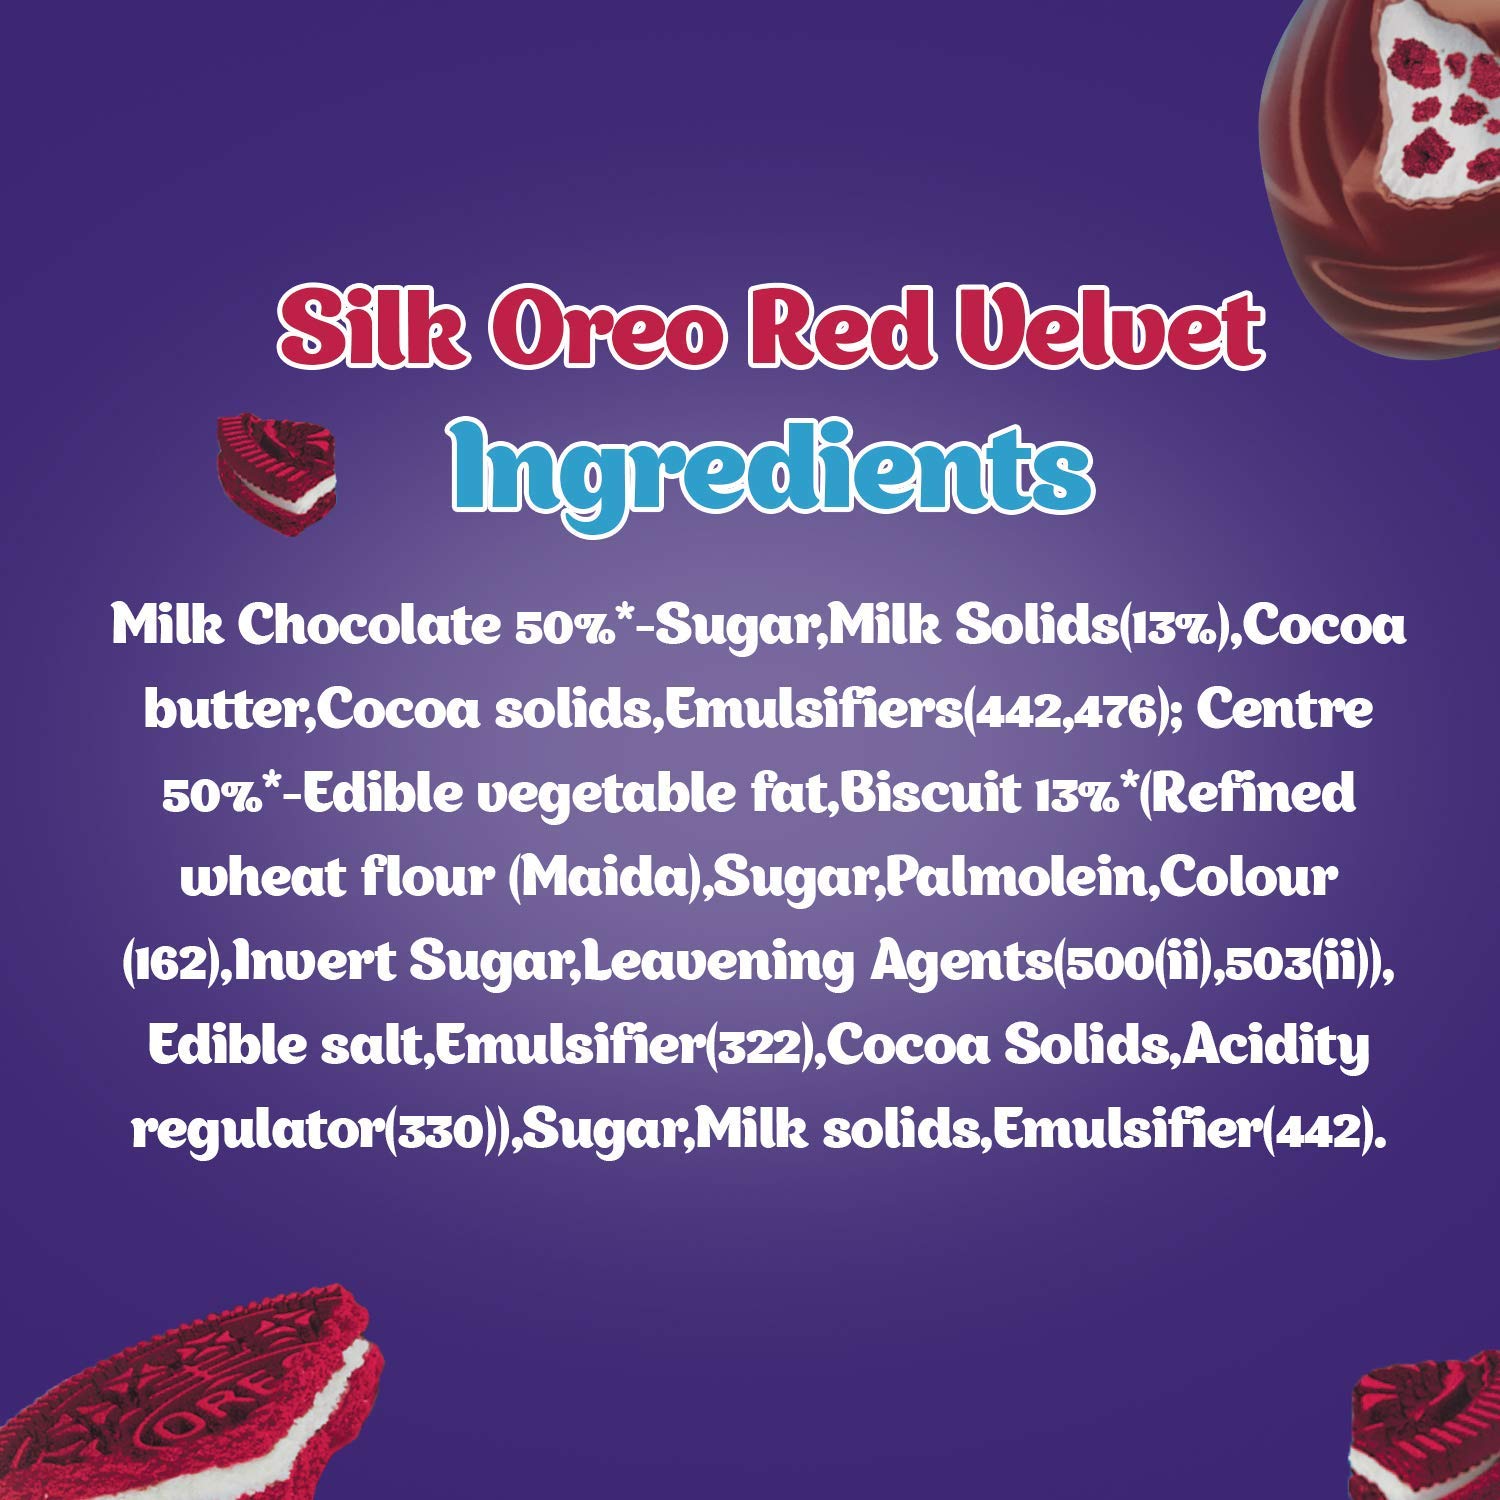 Silk Oreo Red Velvet
Ingredients
Milk Chocolate 50%*-Sugar,Milk Solids(13%),Cocoa
butter,Cocoa solids,Emulsifiers(442,476); Centre
50%*-Edible vegetable fat,Biscuit 13%*(Refined
wheat flour (Maida),Sugar,Palmolein,Colour
(162),Invert Sugar,Leavening Agents(500(ii),503(ii)),
Edible salt,Emulsifier(322),Cocoa Solids,Acidity
regulator(330)),Sugar,Milk solids,Emulsifier(442).
ORE